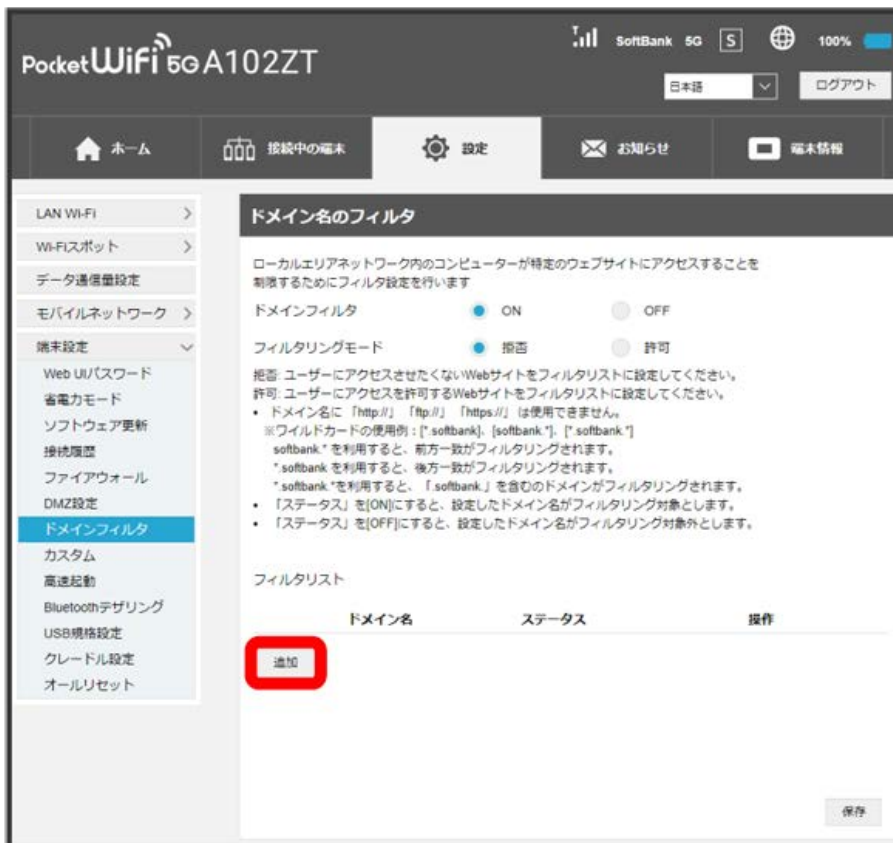 Pocket WiFi 5G A102ZT
SoftBank 5G S 100%
日本語 ログアウト
ホーム 接続中の端末 設定 お知らせ 端末情報
LAN Wi-Fi
Wi-Fiスポット
データ通信量設定
モバイルネットワーク
端末設定
Web UIパスワード
省電力モード
ソフトウェア更新
接続履歴
ファイアウォール
DMZ設定
ドメインフィルタ
カスタム
高速起動
Bluetoothテザリング
USB規格設定
クレードル設定
オールリセット
ドメイン名のフィルタ
ローカルエリアネットワーク内のコンピューターが特定のウェブサイトにアクセスすることを
制限するためにフィルタ設定を行います
ドメインフィルタ ON OFF
フィルタリングモード 拒否 許可
拒否: ユーザーにアクセスさせたくないWebサイトをフィルタリストに設定してください。
許可: ユーザーにアクセスを許可するWebサイトをフィルタリストに設定してください。
• ドメイン名に 「http://」 「ftp://」 「https://」 は使用できません。
※ワイルドカードの使用例 : [*.softbank]、[softbank.*]、[*.softbank.*]
softbank.* を利用すると、前方一致がフィルタリングされます。
*.softbank を利用すると、後方一致がフィルタリングされます。
*.softbank.*を利用すると、「.softbank.」を含むのドメインがフィルタリングされます。
• 「ステータス」を[ON]にすると、設定したドメイン名がフィルタリング対象とします。
• 「ステータス」を[OFF]にすると、設定したドメイン名がフィルタリング対象外とします。
フィルタリスト
ドメイン名 ステータス 操作
追加
保存